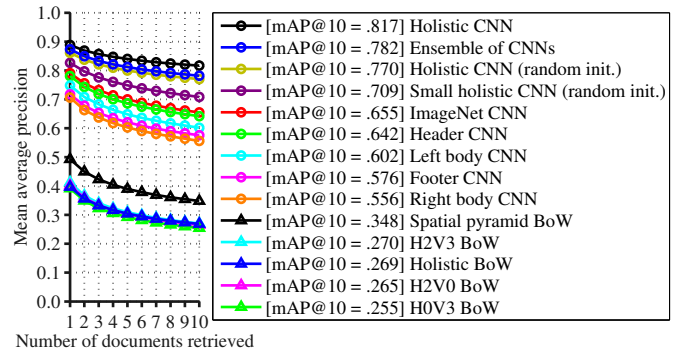 Mean average precision
1.0
0.9
0.8
0.7
0.6
0.5
0.4
0.3
0.2
0.1
0.0
1 2 3 4 5 6 7 8 9 10
Number of documents retrieved
[mAP@10 = .817] Holistic CNN
[mAP@10 = .782] Ensemble of CNNs
[mAP@10 = .770] Holistic CNN (random init.)
[mAP@10 = .709] Small holistic CNN (random init.)
[mAP@10 = .655] ImageNet CNN
[mAP@10 = .642] Header CNN
[mAP@10 = .602] Left body CNN
[mAP@10 = .576] Footer CNN
[mAP@10 = .556] Right body CNN
[mAP@10 = .348] Spatial pyramid BoW
[mAP@10 = .270] H2V3 BoW
[mAP@10 = .269] Holistic BoW
[mAP@10 = .265] H2V0 BoW
[mAP@10 = .255] H0V3 BoW